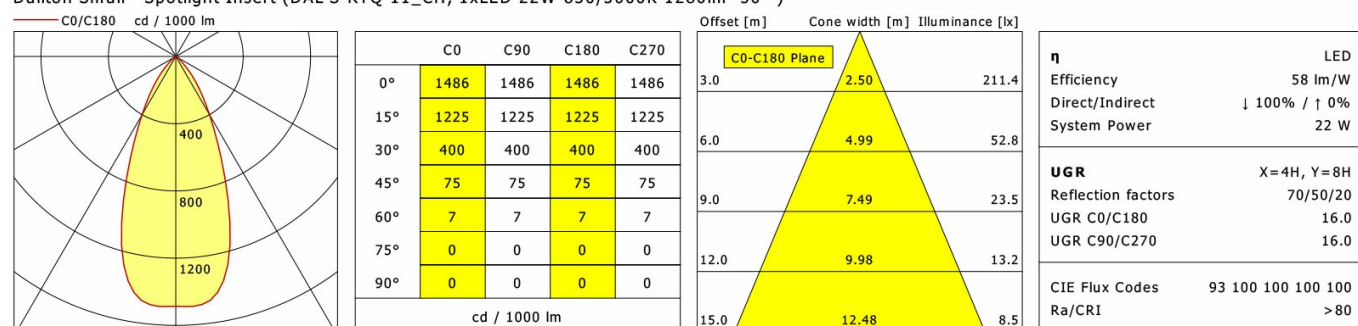 C0/C180 cd / 1000 lm
400
800
1200
C0 C90 C180 C270
0° 1486 1486 1486 1486
15° 1225 1225 1225 1225
30° 400 400 400 400
45° 75 75 75 75
60° 7 7 7 7
75° 0 0 0 0
90° 0 0 0 0
cd / 1000 lm
Offset [m] Cone width [m] Illuminance [lx]
C0-C180 Plane
3.0 2.50 211.4
6.0 4.99 52.8
9.0 7.49 23.5
12.0 9.98 13.2
15.0 12.48 8.5
η LED
Efficiency 58 lm/W
Direct/Indirect ↓ 100% / ↑ 0%
System Power 22 W
UGR X=4H, Y=8H
Reflection factors 70/50/20
UGR C0/C180 16.0
UGR C90/C270 16.0
CIE Flux Codes 93 100 100 100 100
Ra/CRI >80